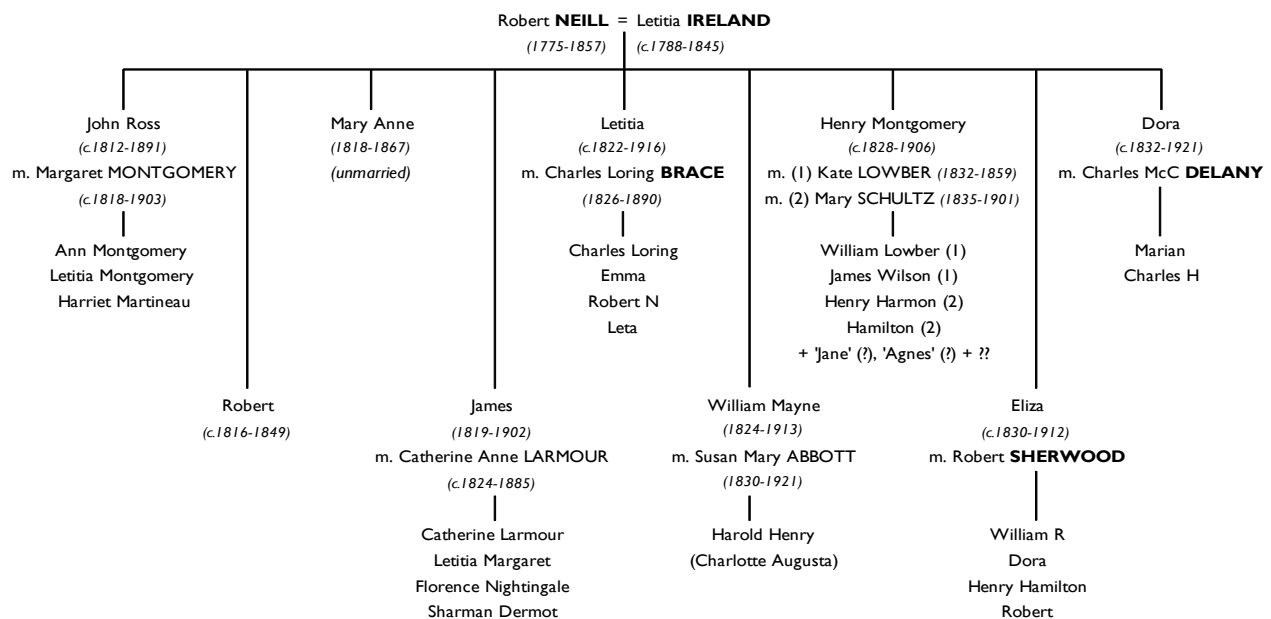 Robert NEILL = Letitia IRELAND
(1775-1857) (c.1788-1845)
John Ross
(c.1812-1891)
m. Margaret MONTGOMERY
(c.1818-1903)
Ann Montgomery
Letitia Montgomery
Harriet Martineau
Robert
(c.1816-1849)
Mary Anne
(1818-1867)
(unmarried)
James
(1819-1902)
m. Catherine Anne LARMOUR
(c.1824-1885)
Catherine Larmour
Letitia Margaret
Florence Nightingale
Sharman Dermot
Letitia
(c.1822-1916)
m. Charles Loring BRACE
(1826-1890)
Charles Loring
Emma
Robert N
Leta
William Mayne
(1824-1913)
m. Susan Mary ABBOTT
(1830-1921)
Harold Henry
(Charlotte Augusta)
Henry Montgomery
(c.1828-1906)
m. (1) Kate LOWBER (1832-1859)
m. (2) Mary SCHULTZ (1835-1901)
William Lowber (1)
James Wilson (1)
Henry Harmon (2)
Hamilton (2)
+ 'Jane' (?), 'Agnes' (?) + ??
Eliza
(c.1830-1912)
m. Robert SHERWOOD
William R
Dora
Henry Hamilton
Robert
Dora
(c.1832-1921)
m. Charles McC DELANY
Marian
Charles H